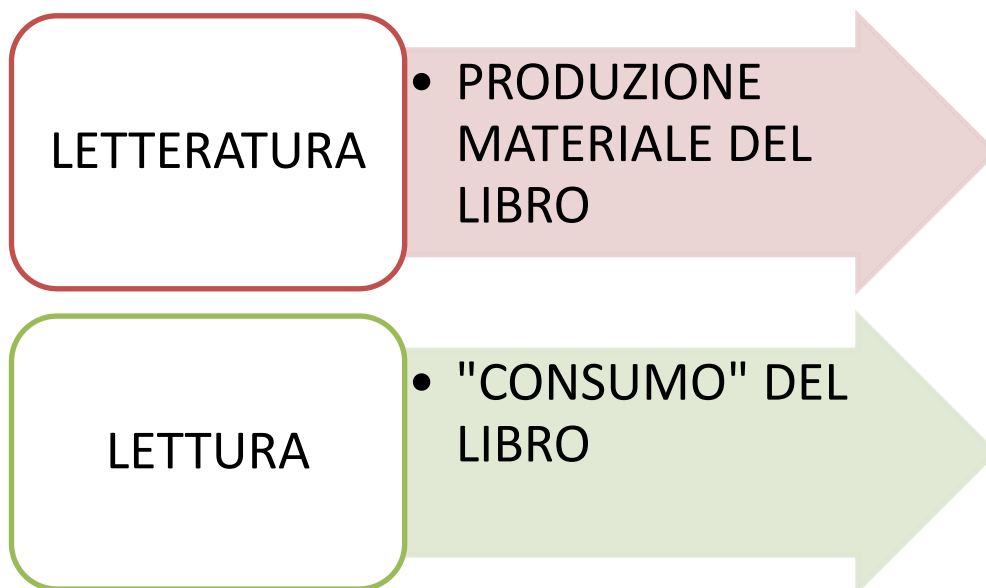 LETTERATURA
• PRODUZIONE
MATERIALE DEL
LIBRO
LETTURA
• "CONSUMO" DEL
LIBRO